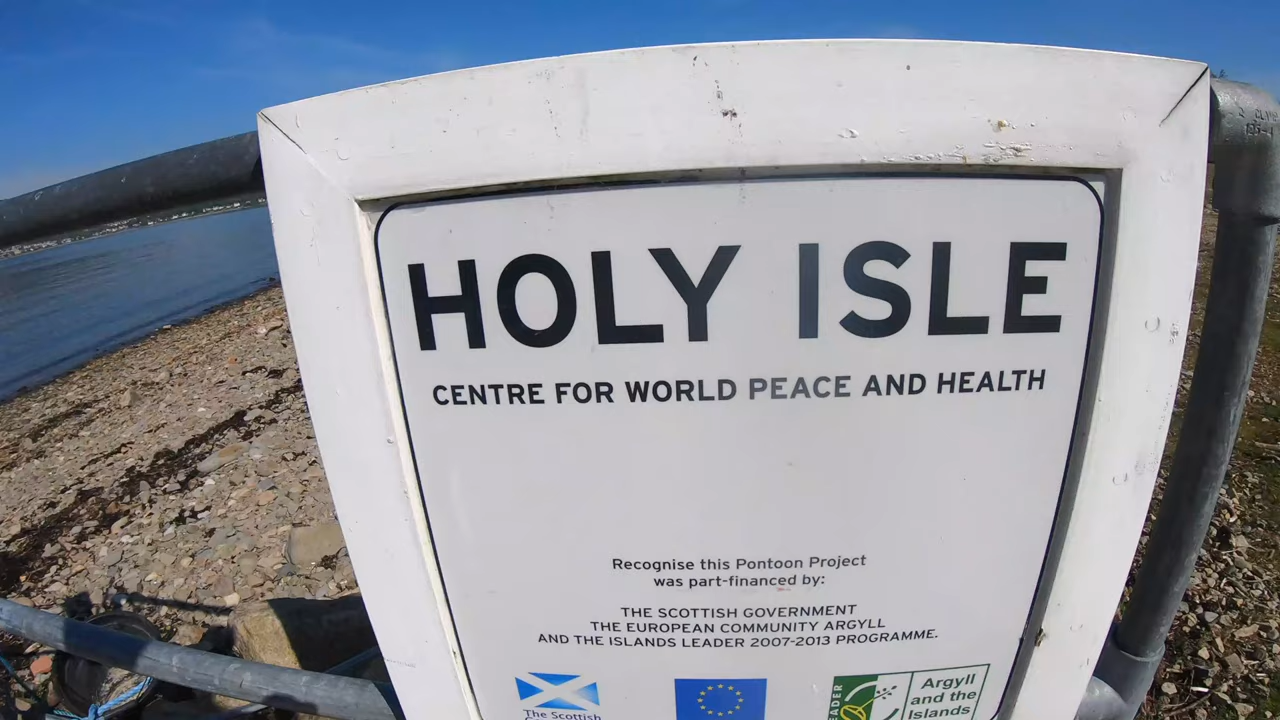 HOLY ISLE
CENTRE FOR WORLD PEACE AND HEALTH
Recognise this Pontoon Project
was part-financed by:
THE SCOTTISH GOVERNMENT
THE EUROPEAN COMMUNITY ARGYLL
AND THE ISLANDS LEADER 2007-2013 PROGRAMME.
The Scottish
LEADER
Argyll
and the
Islands